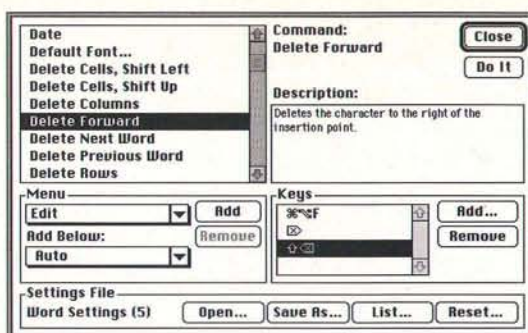 Date
Default Font...
Delete Cells, Shift Left
Delete Cells, Shift Up
Delete Columns
Delete Forward
Delete Next Word
Delete Previous Word
Delete Rows
Command:
Delete Forward
Close
Do It
Description:
Deletes the character to the right of the
insertion point.
Menu
Edit
Add
Add Below:
Remove
Auto
Keys
⌘⌥F
⌦
⇧⌫
Add...
Remove
Settings File
Word Settings (5)
Open...
Save As...
List...
Reset...